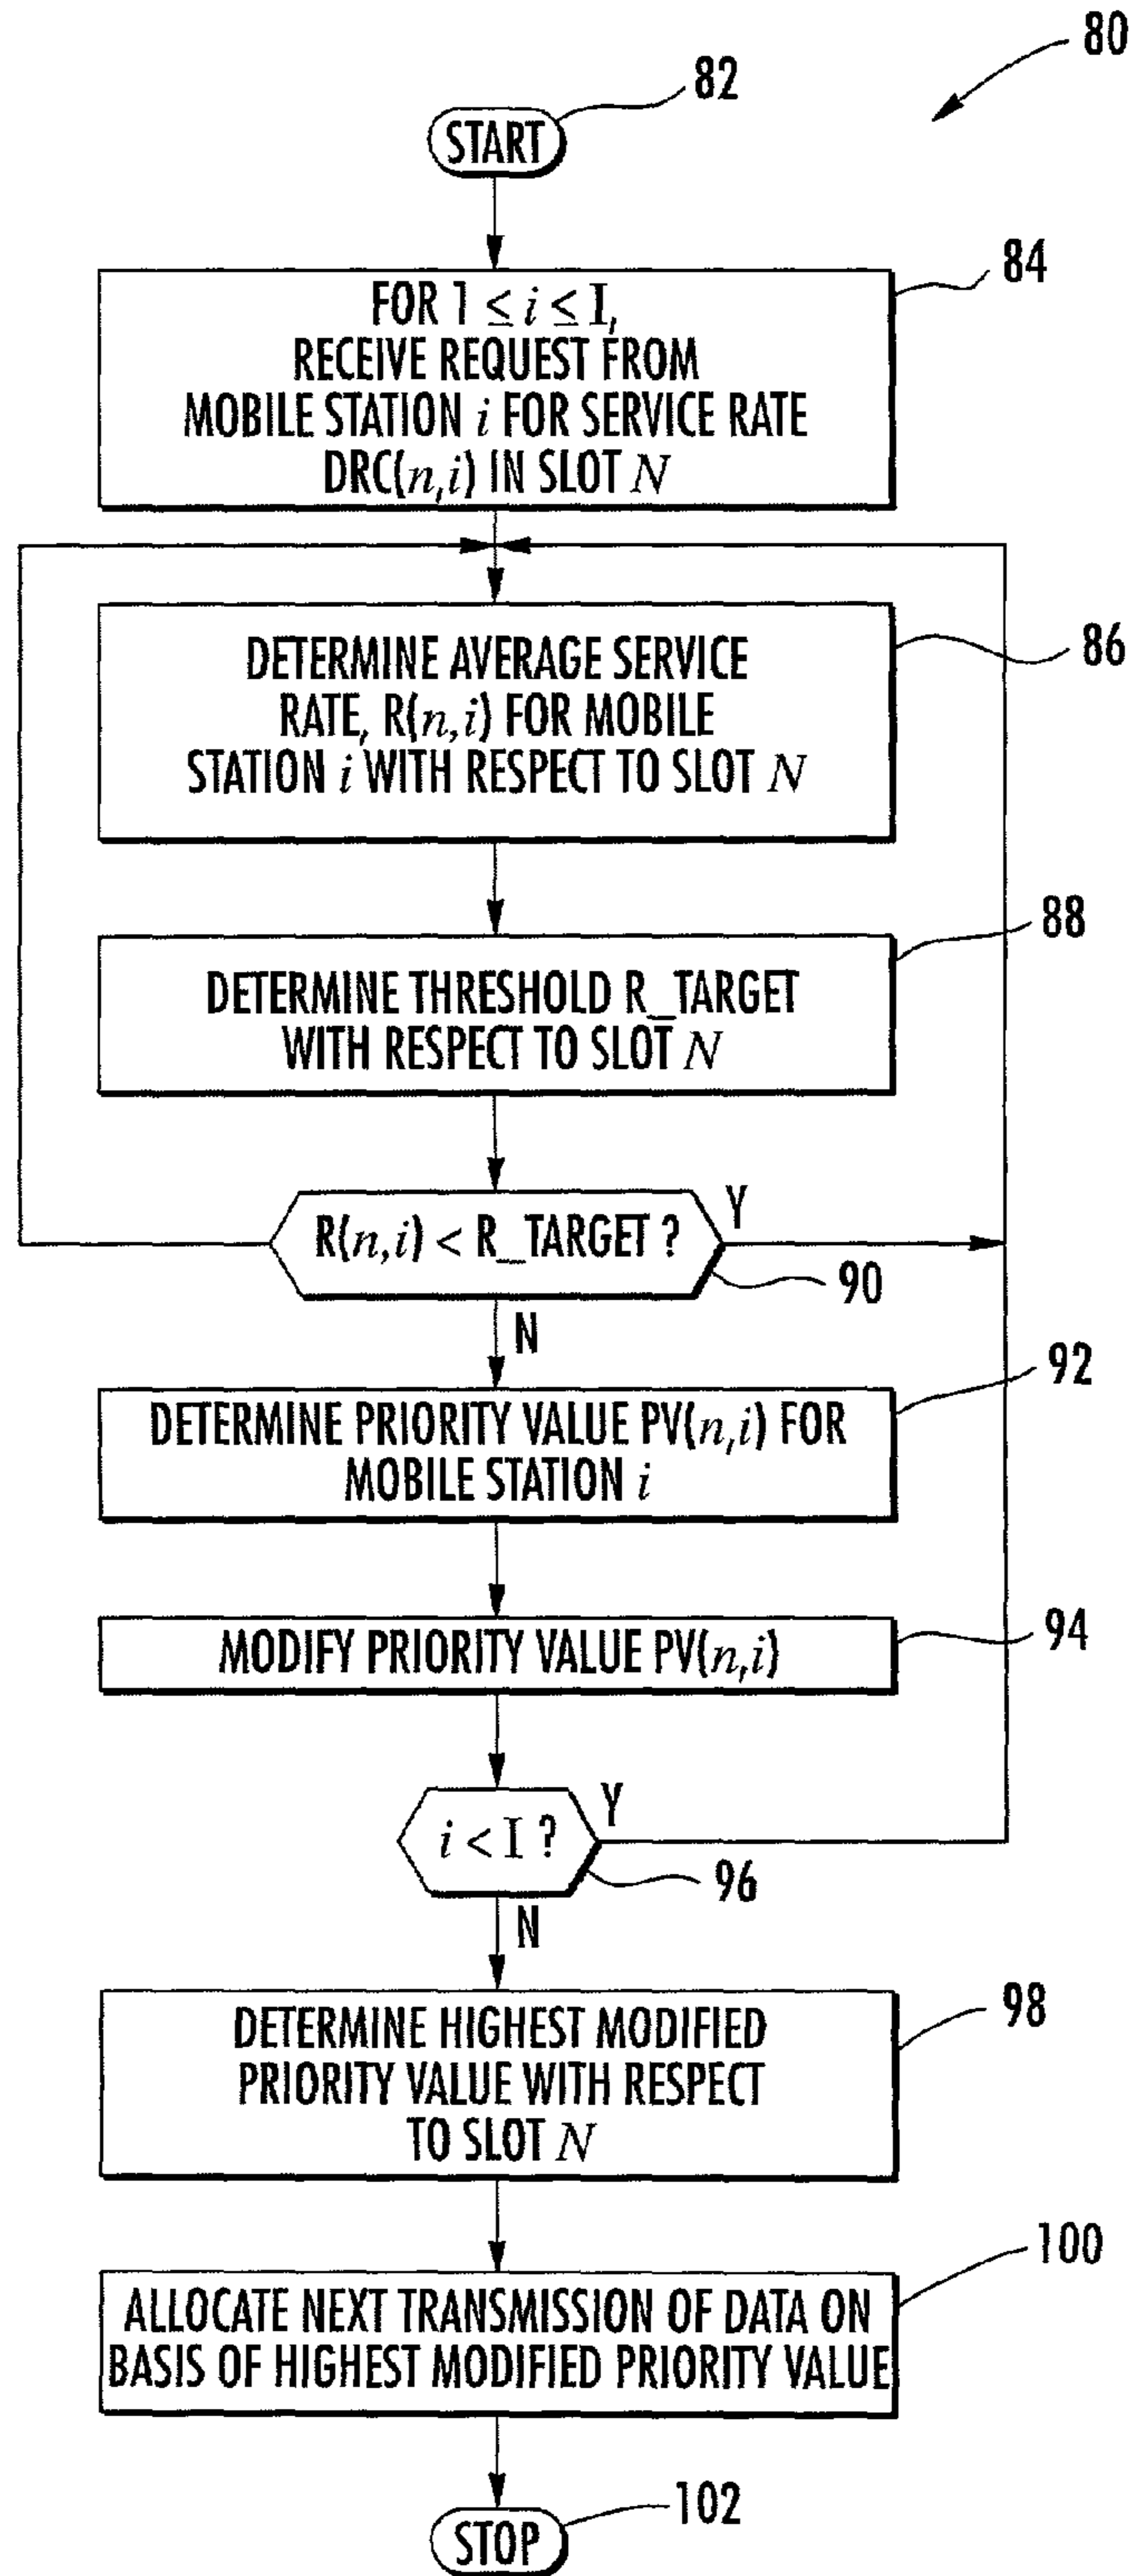 80
82
START
84
FOR 1 ≤ i ≤ I,
RECEIVE REQUEST FROM
MOBILE STATION i FOR SERVICE RATE
DRC(n,i) IN SLOT N
86
DETERMINE AVERAGE SERVICE
RATE, R(n,i) FOR MOBILE
STATION i WITH RESPECT TO SLOT N
88
DETERMINE THRESHOLD R_TARGET
WITH RESPECT TO SLOT N
R(n,i) < R_TARGET ?
Y
90
N
92
DETERMINE PRIORITY VALUE PV(n,i) FOR
MOBILE STATION i
94
MODIFY PRIORITY VALUE PV(n,i)
i < I ?
Y
96
N
98
DETERMINE HIGHEST MODIFIED
PRIORITY VALUE WITH RESPECT
TO SLOT N
100
ALLOCATE NEXT TRANSMISSION OF DATA ON
BASIS OF HIGHEST MODIFIED PRIORITY VALUE
102
STOP